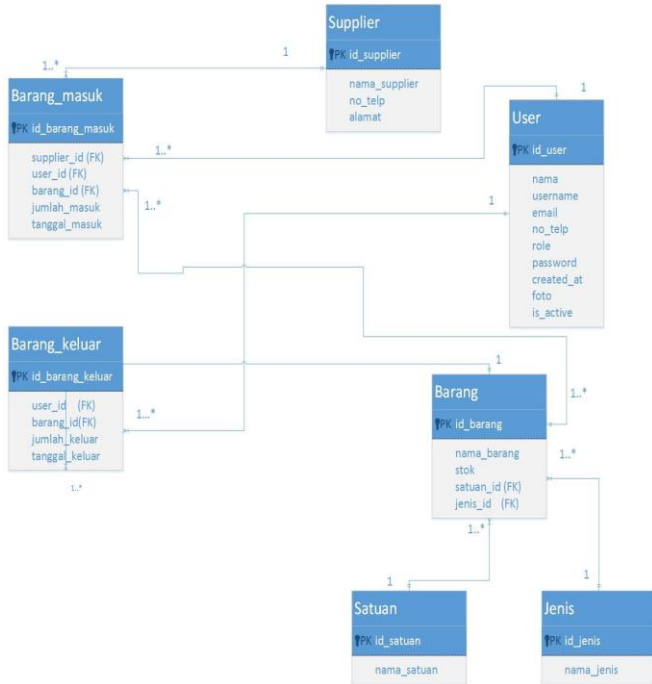 Supplier
PK id_supplier
nama_supplier
no_telp
alamat
1
1..*
Barang_masuk
PK id_barang_masuk
supplier_id (FK)
user_id (FK)
barang_id (FK)
jumlah_masuk
tanggal_masuk
1..*
1..*
1
User
PK id_user
nama
username
email
no_telp
role
password
created_at
foto
is_active
1
Barang_keluar
PK id_barang_keluar
user_id (FK)
barang_id(FK)
jumlah_keluar
tanggal_keluar
1..*
1..*
1
1..*
Barang
PK id_barang
nama_barang
stok
satuan_id (FK)
jenis_id (FK)
1..*
1..*
1
1
Satuan
PK id_satuan
nama_satuan
Jenis
PK id_jenis
nama_jenis